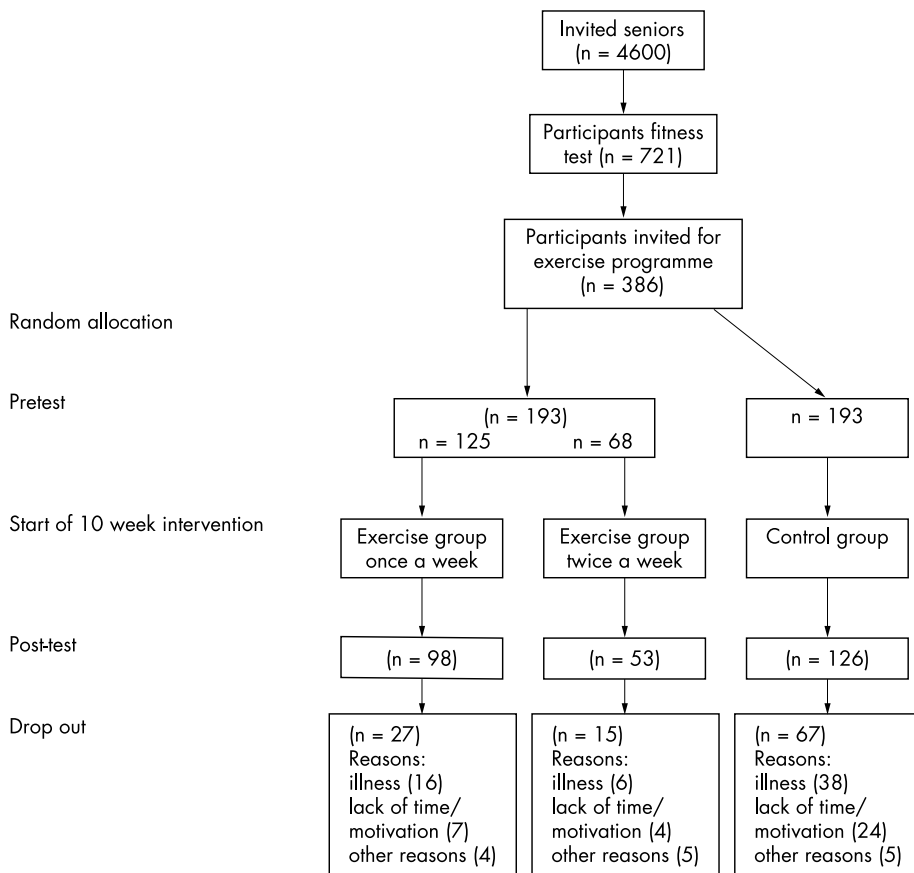 Invited seniors
(n = 4600)
Participants fitness
test (n = 721)
Participants invited for
exercise programme
(n = 386)
Random allocation
Pretest
(n = 193)
n = 125 n = 68
n = 193
Start of 10 week intervention
Exercise group
once a week
Exercise group
twice a week
Control group
Post-test
(n = 98)
(n = 53)
(n = 126)
Drop out
(n = 27)
Reasons:
illness (16)
lack of time/
motivation (7)
other reasons (4)
(n = 15)
Reasons:
illness (6)
lack of time/
motivation (4)
other reasons (5)
(n = 67)
Reasons:
illness (38)
lack of time/
motivation (24)
other reasons (5)